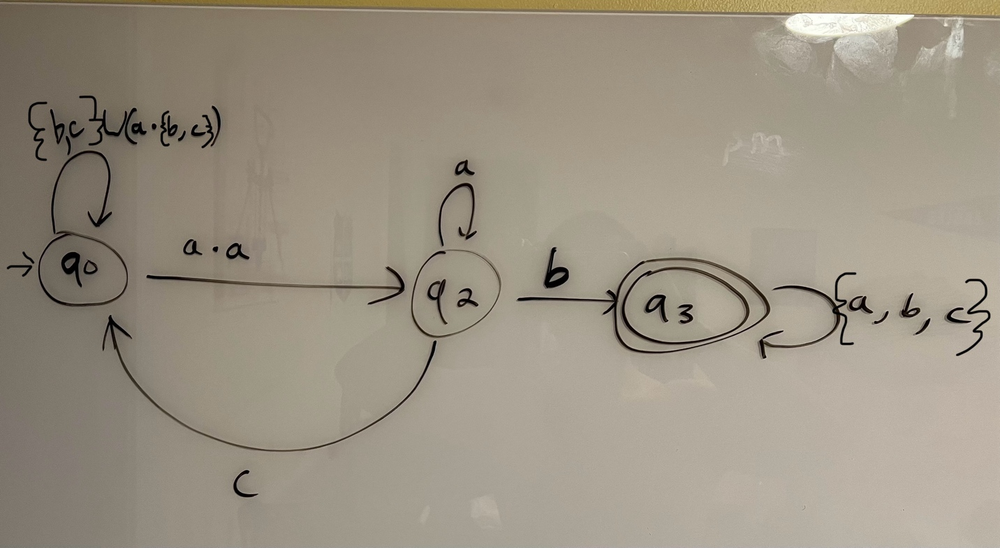 {b,c}∪(a·{b,c})
a
a·a
b
q0
q2
q3
{a, b, c}
c